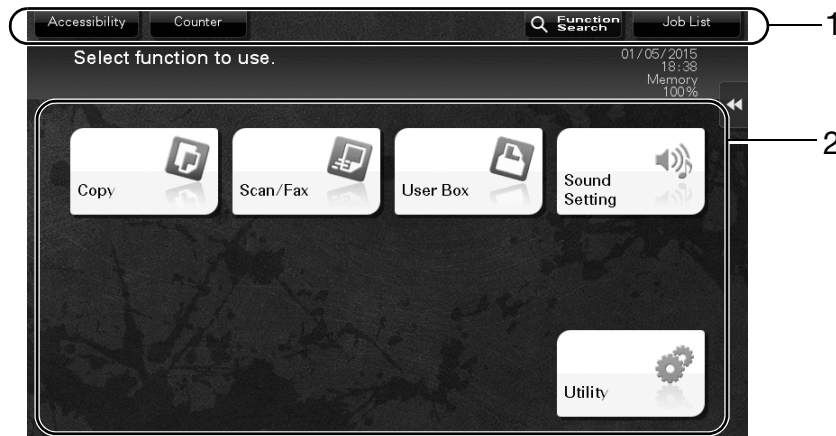 Accessibility
Counter
Function
Search
Job List
1
Select function to use.
01/05/2015
18:38
Memory
100%
2
Copy
Scan/Fax
User Box
Sound
Setting
Utility